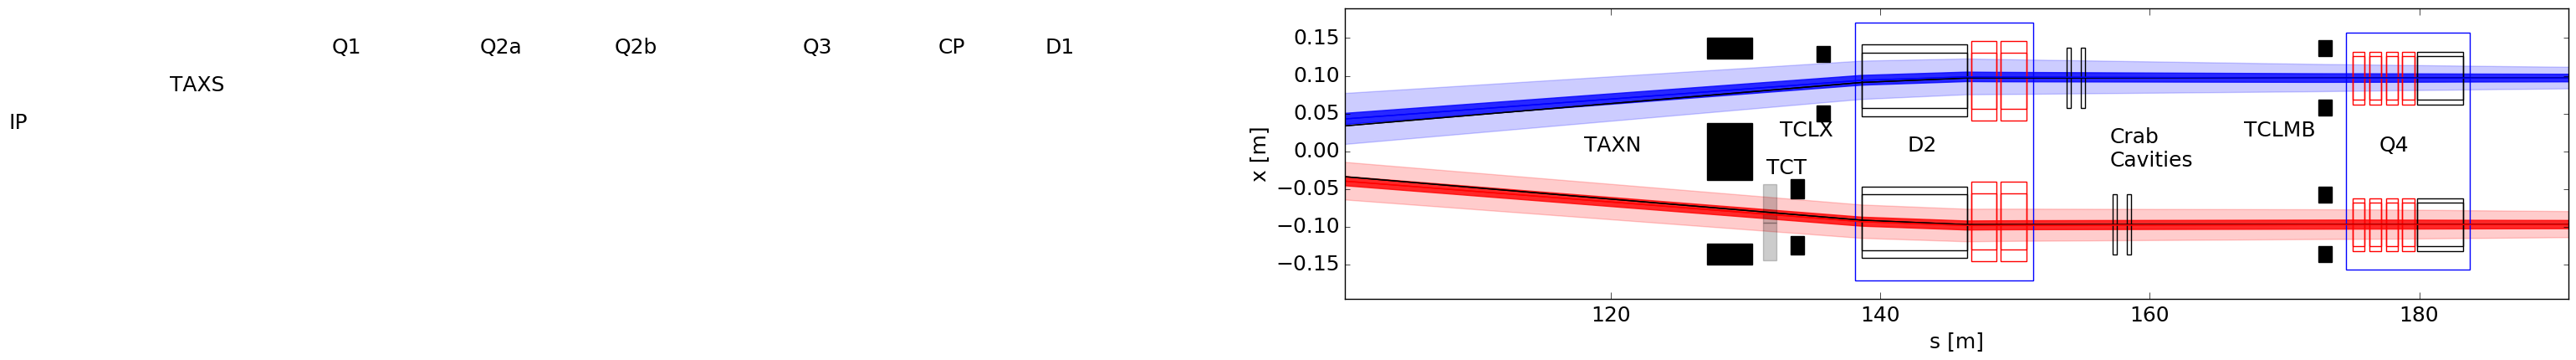 Q1 Q2a Q2b Q3 CP D1
TAXS
IP
x [m]
0.15
0.10
0.05
0.00
−0.05
−0.10
−0.15
TAXN
TCLX
TCT
D2
Crab
Cavities
TCLMB
Q4
120 140 160 180
s [m]